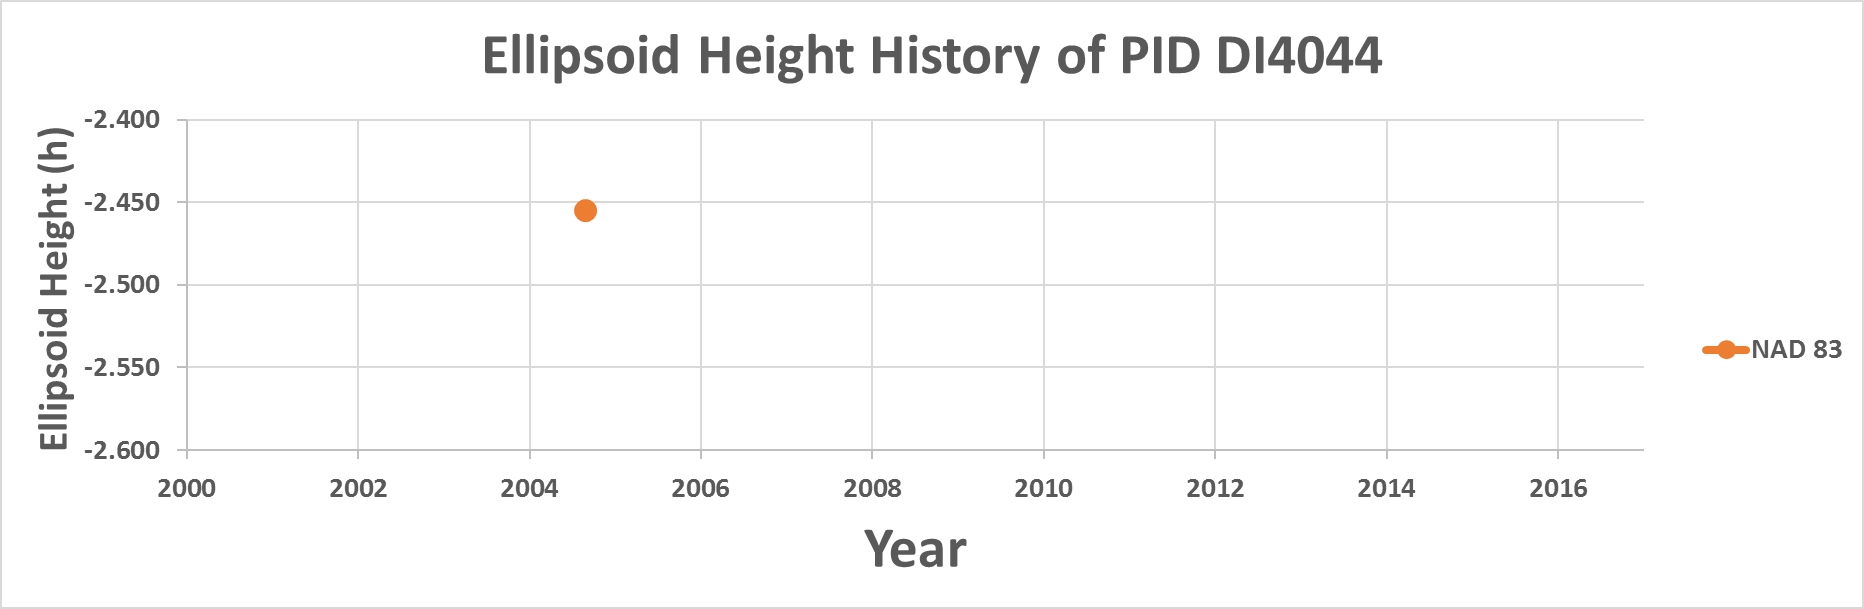 Ellipsoid Height History of PID DI4044
Ellipsoid Height (h)
-2.400
-2.450
-2.500
-2.550
-2.600
2000 2002 2004 2006 2008 2010 2012 2014 2016
Year
NAD 83